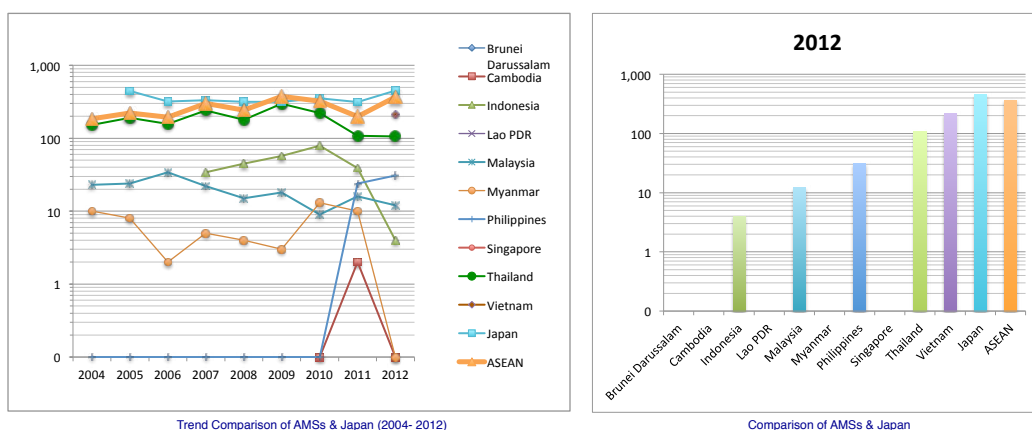 1,000
100
10
1
0
2004 2005 2006 2007 2008 2009 2010 2011 2012
Brunei
Darussalam
Cambodia
Indonesia
Lao PDR
Malaysia
Myanmar
Philippines
Singapore
Thailand
Vietnam
Japan
ASEAN
Trend Comparison of AMSs & Japan (2004- 2012)
2012
1,000
100
10
1
0
Brunei Darussalam
Cambodia
Indonesia
Lao PDR
Malaysia
Myanmar
Philippines
Singapore
Thailand
Vietnam
Japan
ASEAN
Comparison of AMSs & Japan